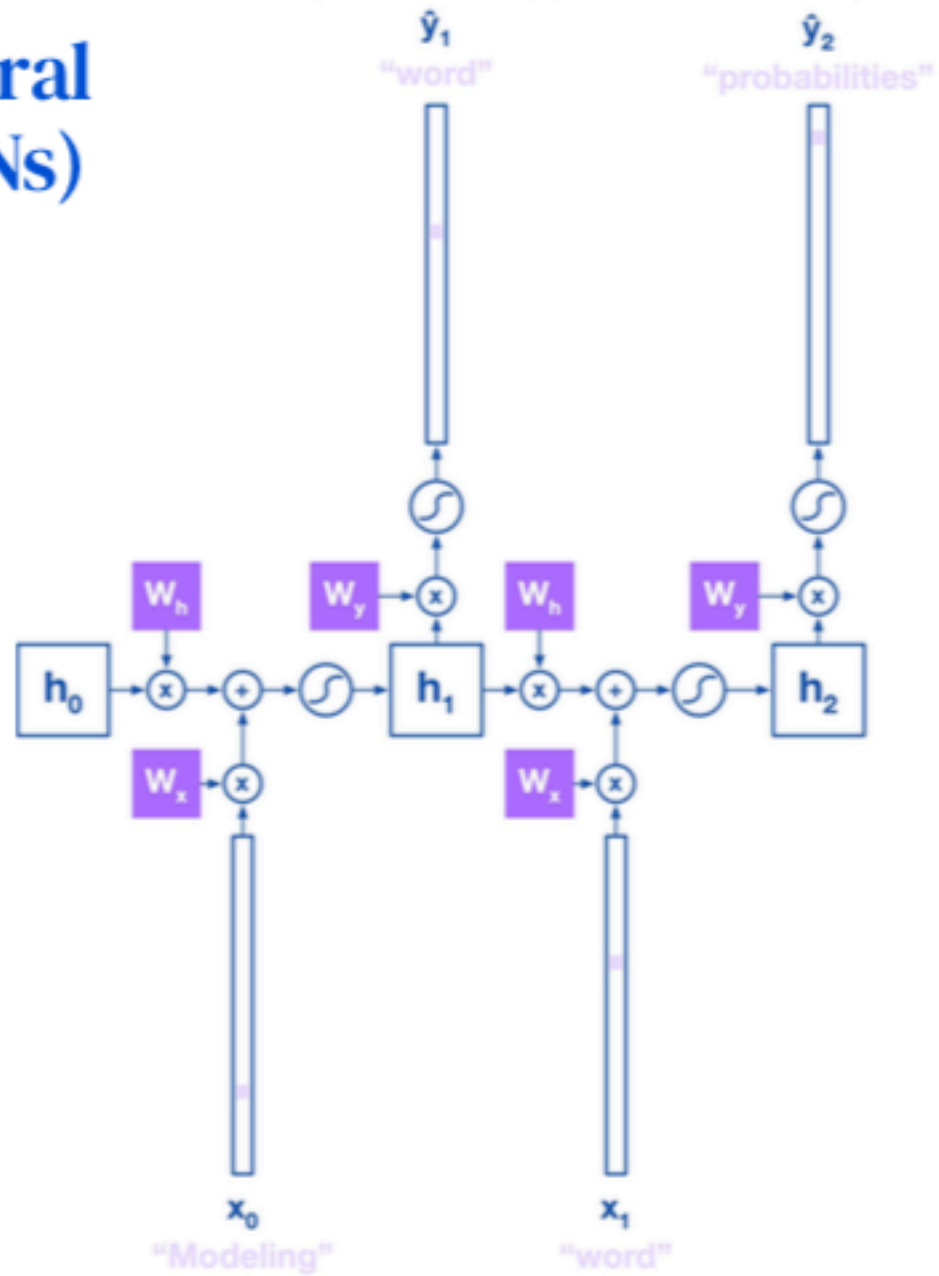 ral
Ns)
ŷ₁
ŷ₂
“word”
“probabilities”
Wₕ
Wᵧ
Wₕ
Wᵧ
x
x
h₀
x
+
h₁
x
+
h₂
Wₓ
x
Wₓ
x
x₀
x₁
“Modeling”
“word”